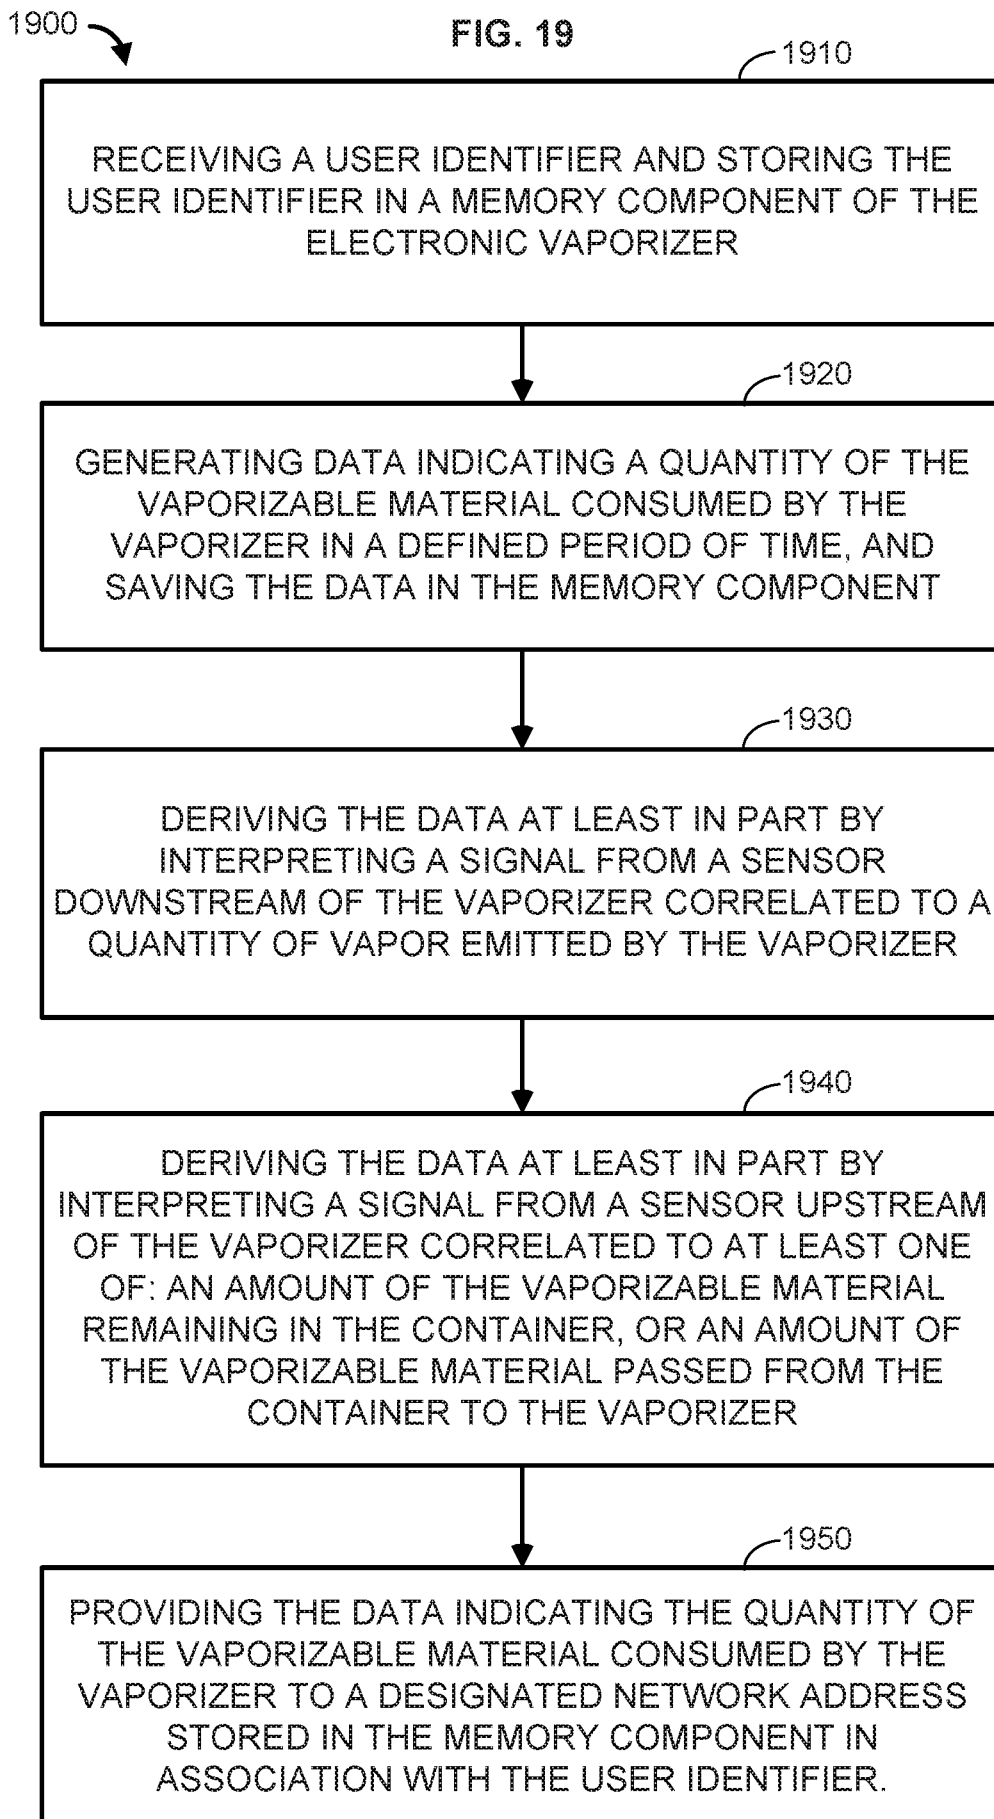 1900
FIG. 19
1910
RECEIVING A USER IDENTIFIER AND STORING THE
USER IDENTIFIER IN A MEMORY COMPONENT OF THE
ELECTRONIC VAPORIZER
1920
GENERATING DATA INDICATING A QUANTITY OF THE
VAPORIZABLE MATERIAL CONSUMED BY THE
VAPORIZER IN A DEFINED PERIOD OF TIME, AND
SAVING THE DATA IN THE MEMORY COMPONENT
1930
DERIVING THE DATA AT LEAST IN PART BY
INTERPRETING A SIGNAL FROM A SENSOR
DOWNSTREAM OF THE VAPORIZER CORRELATED TO A
QUANTITY OF VAPOR EMITTED BY THE VAPORIZER
1940
DERIVING THE DATA AT LEAST IN PART BY
INTERPRETING A SIGNAL FROM A SENSOR UPSTREAM
OF THE VAPORIZER CORRELATED TO AT LEAST ONE
OF: AN AMOUNT OF THE VAPORIZABLE MATERIAL
REMAINING IN THE CONTAINER, OR AN AMOUNT OF
THE VAPORIZABLE MATERIAL PASSED FROM THE
CONTAINER TO THE VAPORIZER
1950
PROVIDING THE DATA INDICATING THE QUANTITY OF
THE VAPORIZABLE MATERIAL CONSUMED BY THE
VAPORIZER TO A DESIGNATED NETWORK ADDRESS
STORED IN THE MEMORY COMPONENT IN
ASSOCIATION WITH THE USER IDENTIFIER.